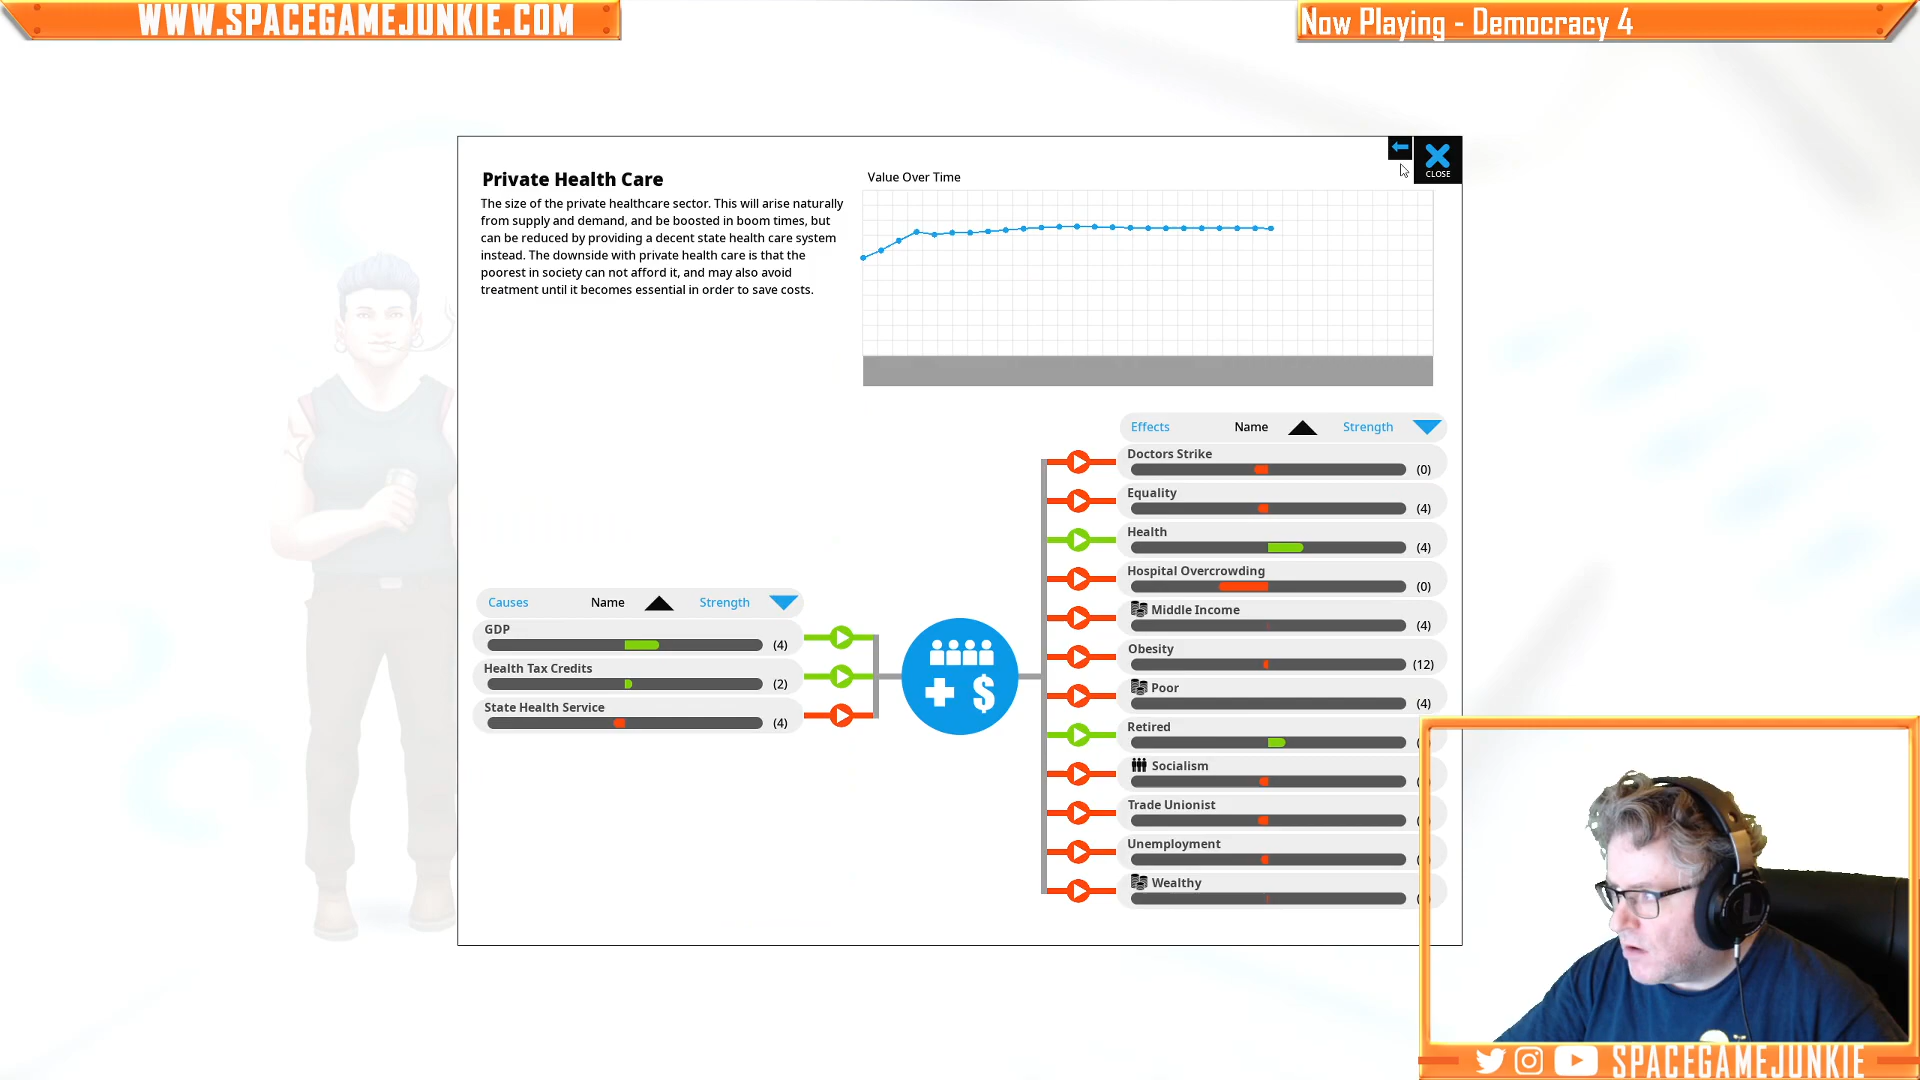 WWW.SPACEGAMEJUNKIE.COM
Now Playing - Democracy 4
CLOSE
Private Health Care
The size of the private healthcare sector. This will arise naturally
from supply and demand, and be boosted in boom times, but
can be reduced by providing a decent state health care system
instead. The downside with private health care is that the
poorest in society can not afford it, and may also avoid
treatment until it becomes essential in order to save costs.
Value Over Time
Causes Name Strength
GDP
(4)
Health Tax Credits
(2)
State Health Service
(4)
$
Effects Name Strength
Doctors Strike
(0)
Equality
(4)
Health
(4)
Hospital Overcrowding
(0)
Middle Income
(4)
Obesity
(12)
Poor
(4)
Retired
Socialism
Trade Unionist
Unemployment
Wealthy
SPACEGAMEJUNKIE